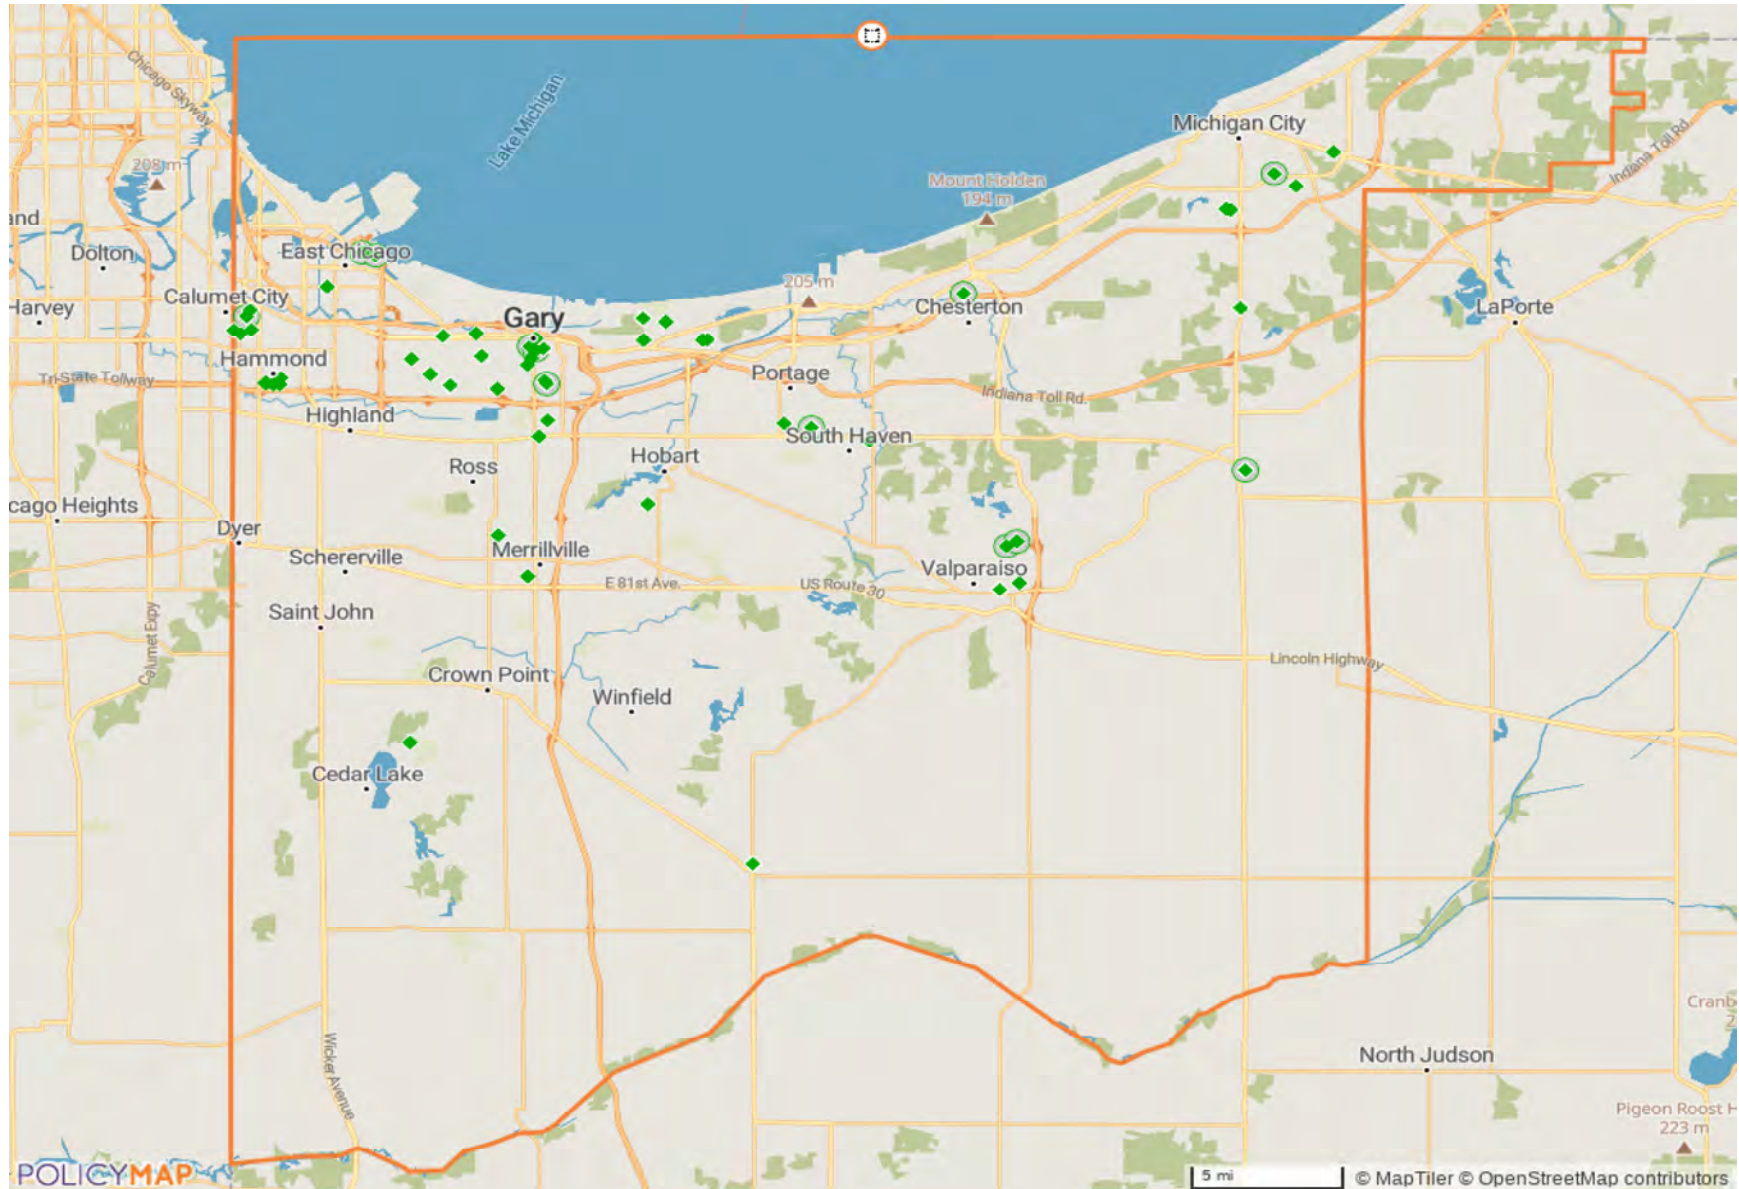 Chicago Skyway
Lake Michigan
Michigan City
208 m
Mount Holden
194 m
Indiana Toll Rd.
and
Dolton
East Chicago
205 m
Calumet City
Harvey
Gary
Chesterton
LaPorte
Hammond
Tri-State Tollway
Portage
Indiana Toll Rd.
Highland
South Haven
Ross
Hobart
cago Heights
Dyer
Schererville
Merrillville
Valparaiso
E 81st Ave.
US Route 30
Saint John
Calumet Expy
Lincoln Highway
Crown Point
Winfield
Cedar Lake
Cranb
2
Wicker Avenue
North Judson
Pigeon Roost H
223 m
POLICYMAP
5 mi
© MapTiler © OpenStreetMap contributors